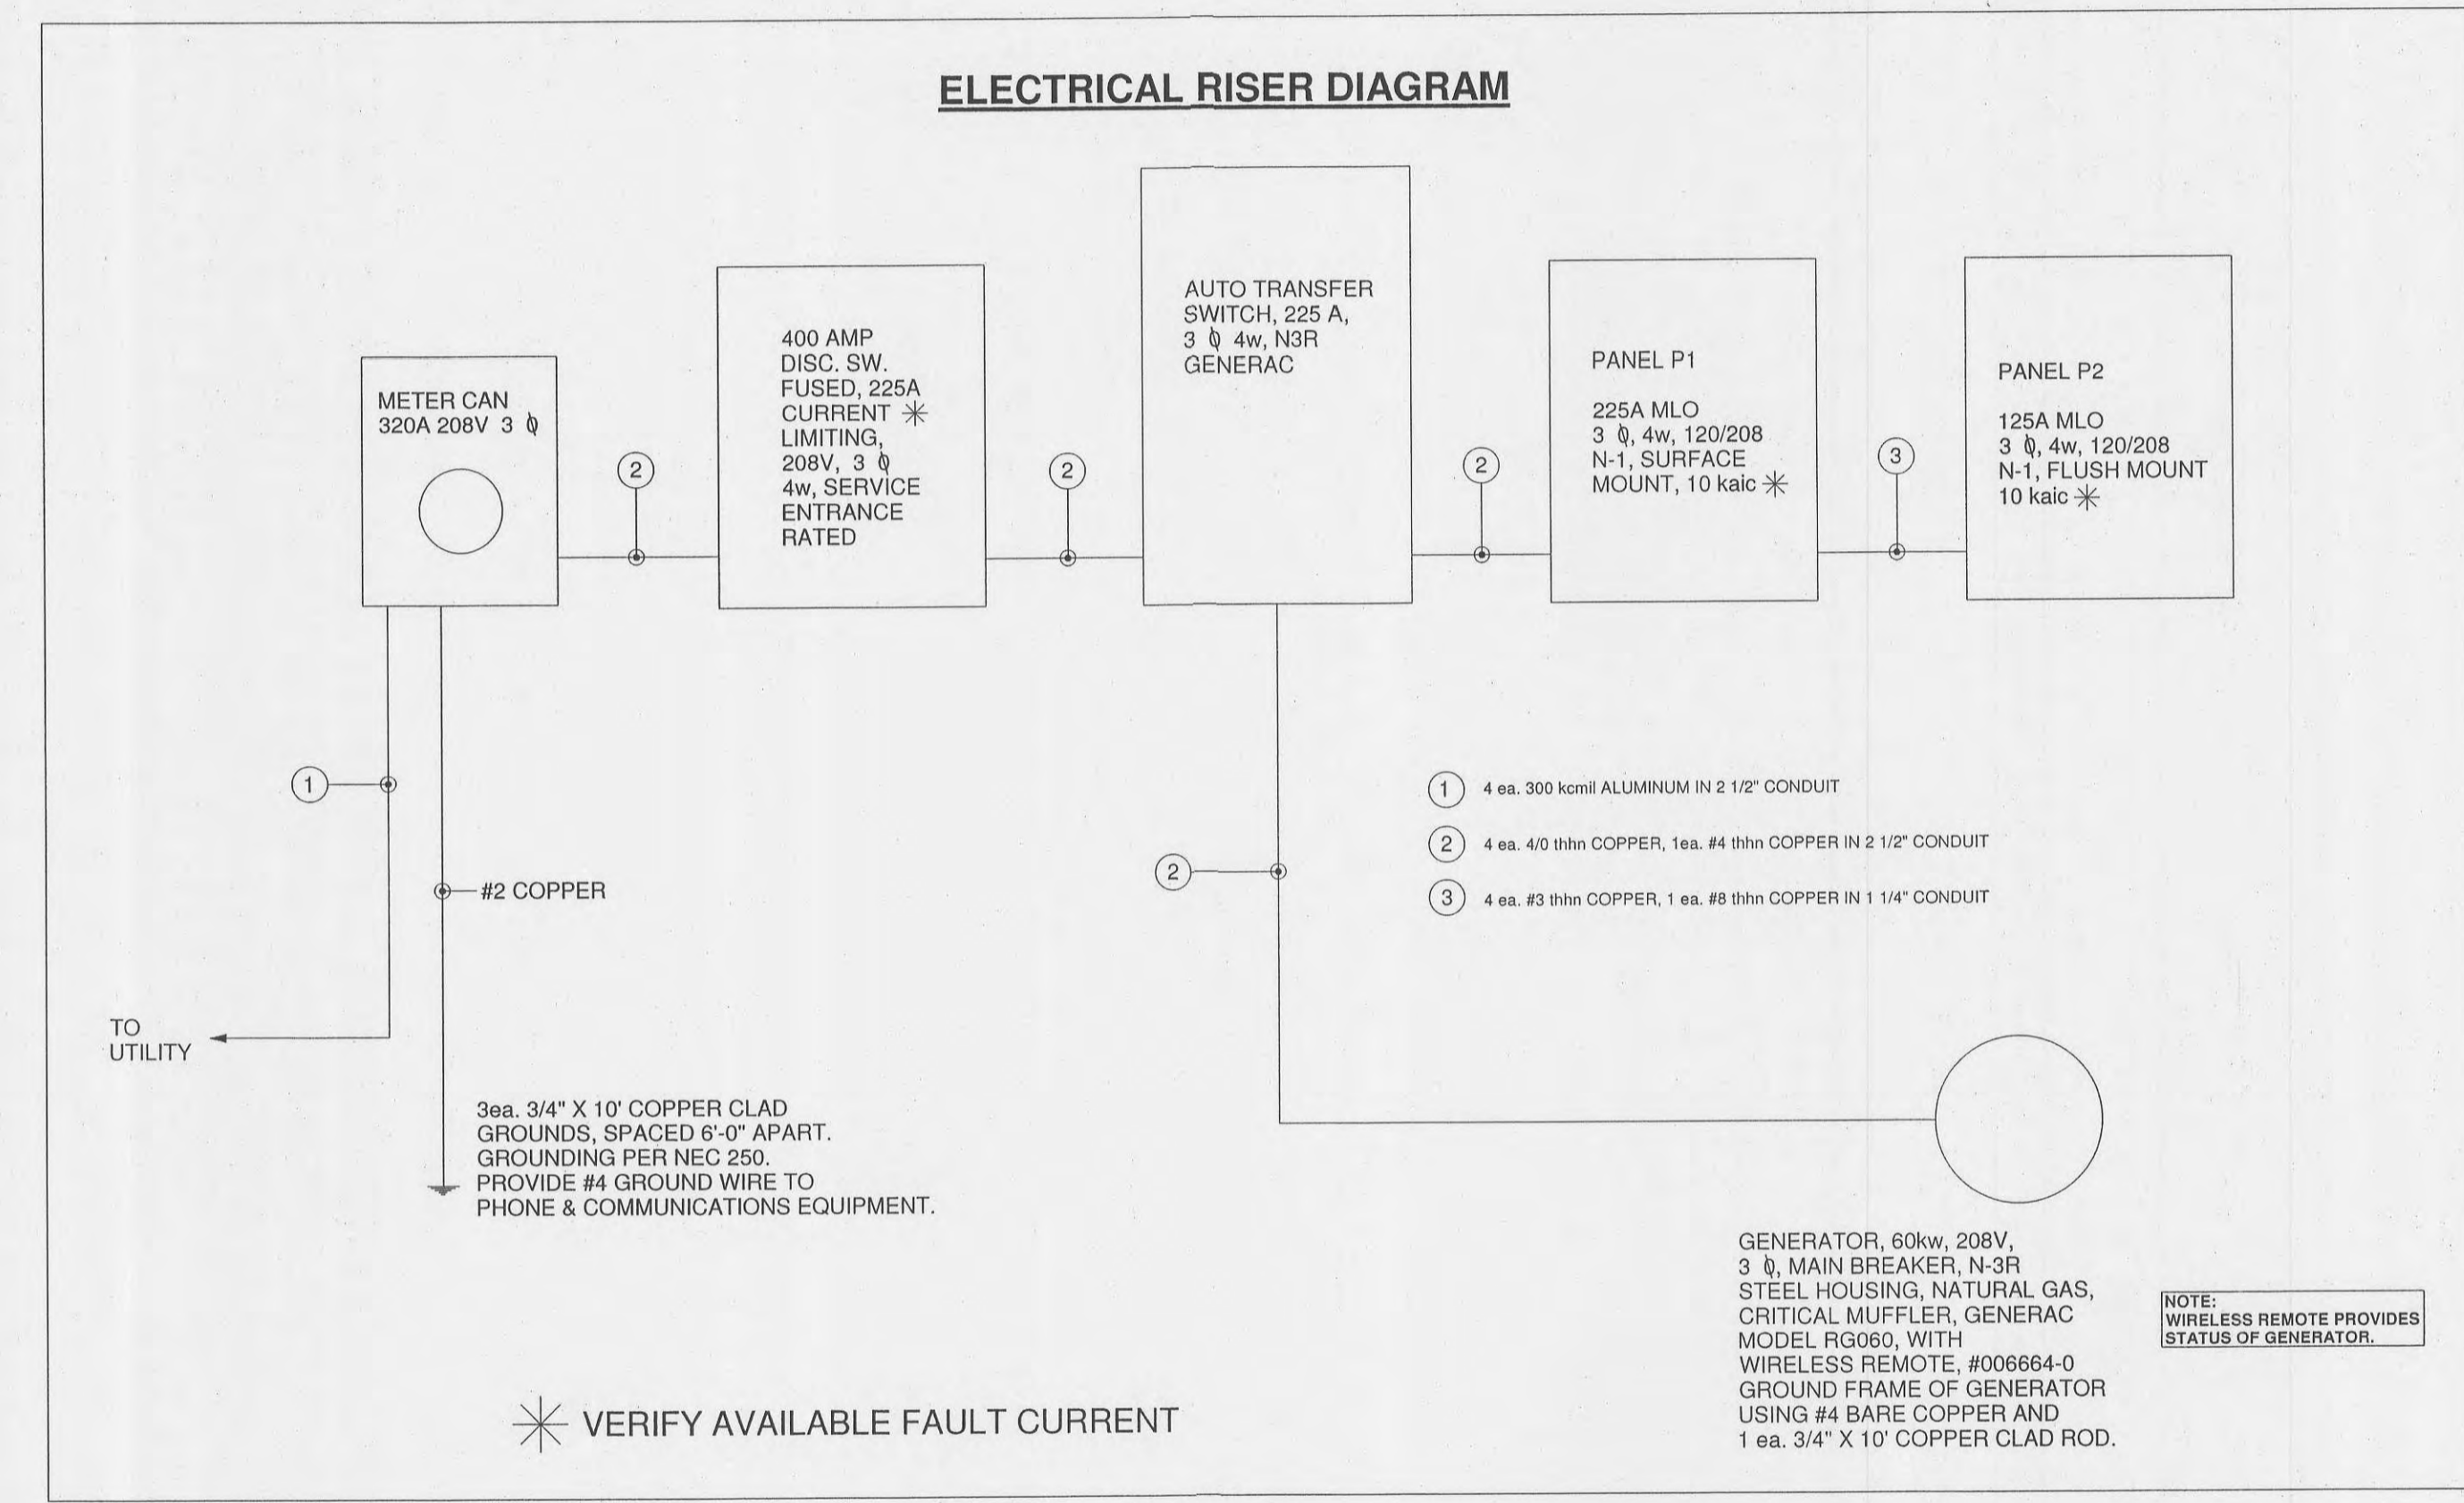 ELECTRICAL RISER DIAGRAM
METER CAN
320A 208V 3 ϕ
2
400 AMP
DISC. SW.
FUSED, 225A
CURRENT ✳
LIMITING,
208V, 3 ϕ
4w, SERVICE
ENTRANCE
RATED
2
AUTO TRANSFER
SWITCH, 225 A,
3 ϕ 4w, N3R
GENERAC
2
PANEL P1
225A MLO
3 ϕ, 4w, 120/208
N-1, SURFACE
MOUNT, 10 kaic ✳
3
PANEL P2
125A MLO
3 ϕ, 4w, 120/208
N-1, FLUSH MOUNT
10 kaic ✳
1
#2 COPPER
2
1 4 ea. 300 kcmil ALUMINUM IN 2 1/2" CONDUIT
2 4 ea. 4/0 thhn COPPER, 1ea. #4 thhn COPPER IN 2 1/2" CONDUIT
3 4 ea. #3 thhn COPPER, 1 ea. #8 thhn COPPER IN 1 1/4" CONDUIT
TO
UTILITY
3ea. 3/4" X 10' COPPER CLAD
GROUNDS, SPACED 6'-0" APART.
GROUNDING PER NEC 250.
PROVIDE #4 GROUND WIRE TO
PHONE & COMMUNICATIONS EQUIPMENT.
GENERATOR, 60kw, 208V,
3 ϕ, MAIN BREAKER, N-3R
STEEL HOUSING, NATURAL GAS,
CRITICAL MUFFLER, GENERAC
MODEL RG060, WITH
WIRELESS REMOTE, #006664-0
GROUND FRAME OF GENERATOR
USING #4 BARE COPPER AND
1 ea. 3/4" X 10' COPPER CLAD ROD.
NOTE:
WIRELESS REMOTE PROVIDES
STATUS OF GENERATOR.
✳ VERIFY AVAILABLE FAULT CURRENT